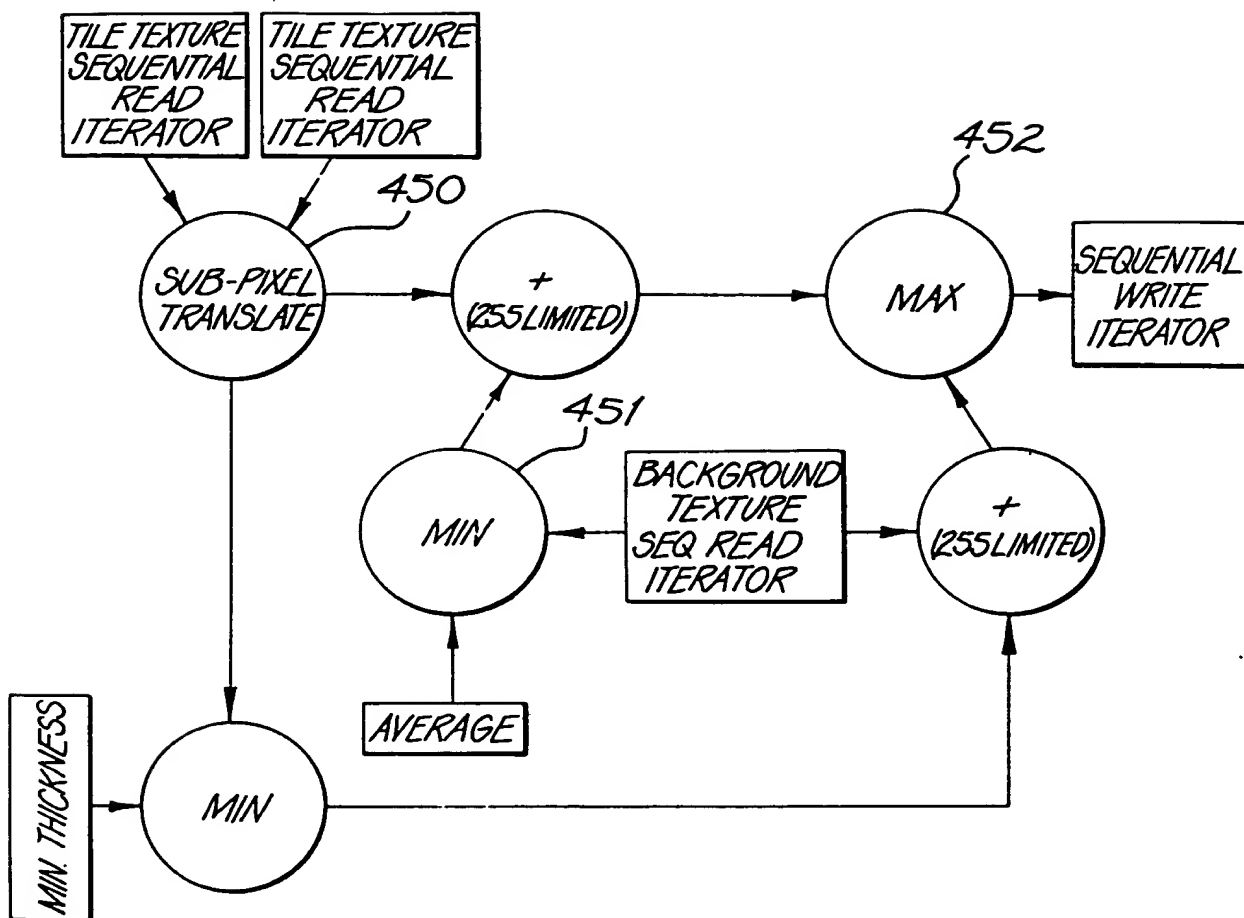 TILE TEXTURE
SEQUENTIAL
READ
ITERATOR
TILE TEXTURE
SEQUENTIAL
READ
ITERATOR
450
452
SUB-PIXEL
TRANSLATE
+
(255 LIMITED)
MAX
SEQUENTIAL
WRITE
ITERATOR
451
MIN
BACKGROUND
TEXTURE
SEQ READ
ITERATOR
+
(255 LIMITED)
AVERAGE
MIN. THICKNESS
MIN